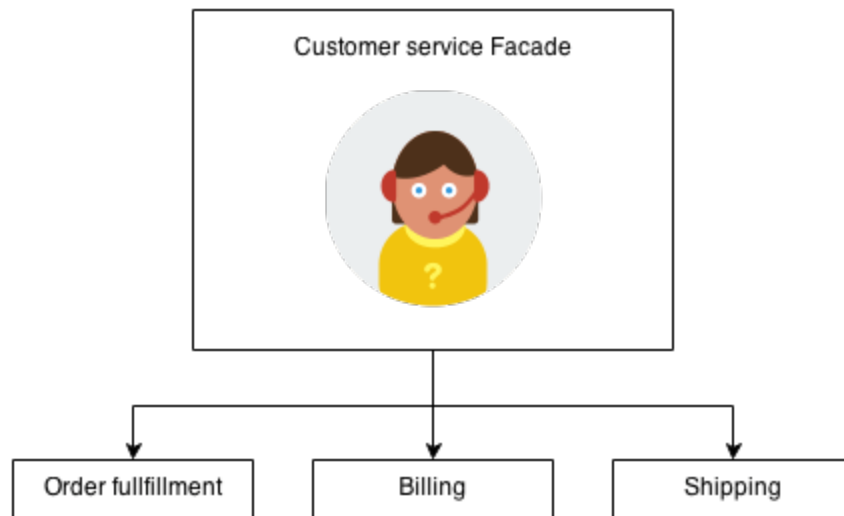 Customer service Facade
?
Order fullfillment
Billing
Shipping